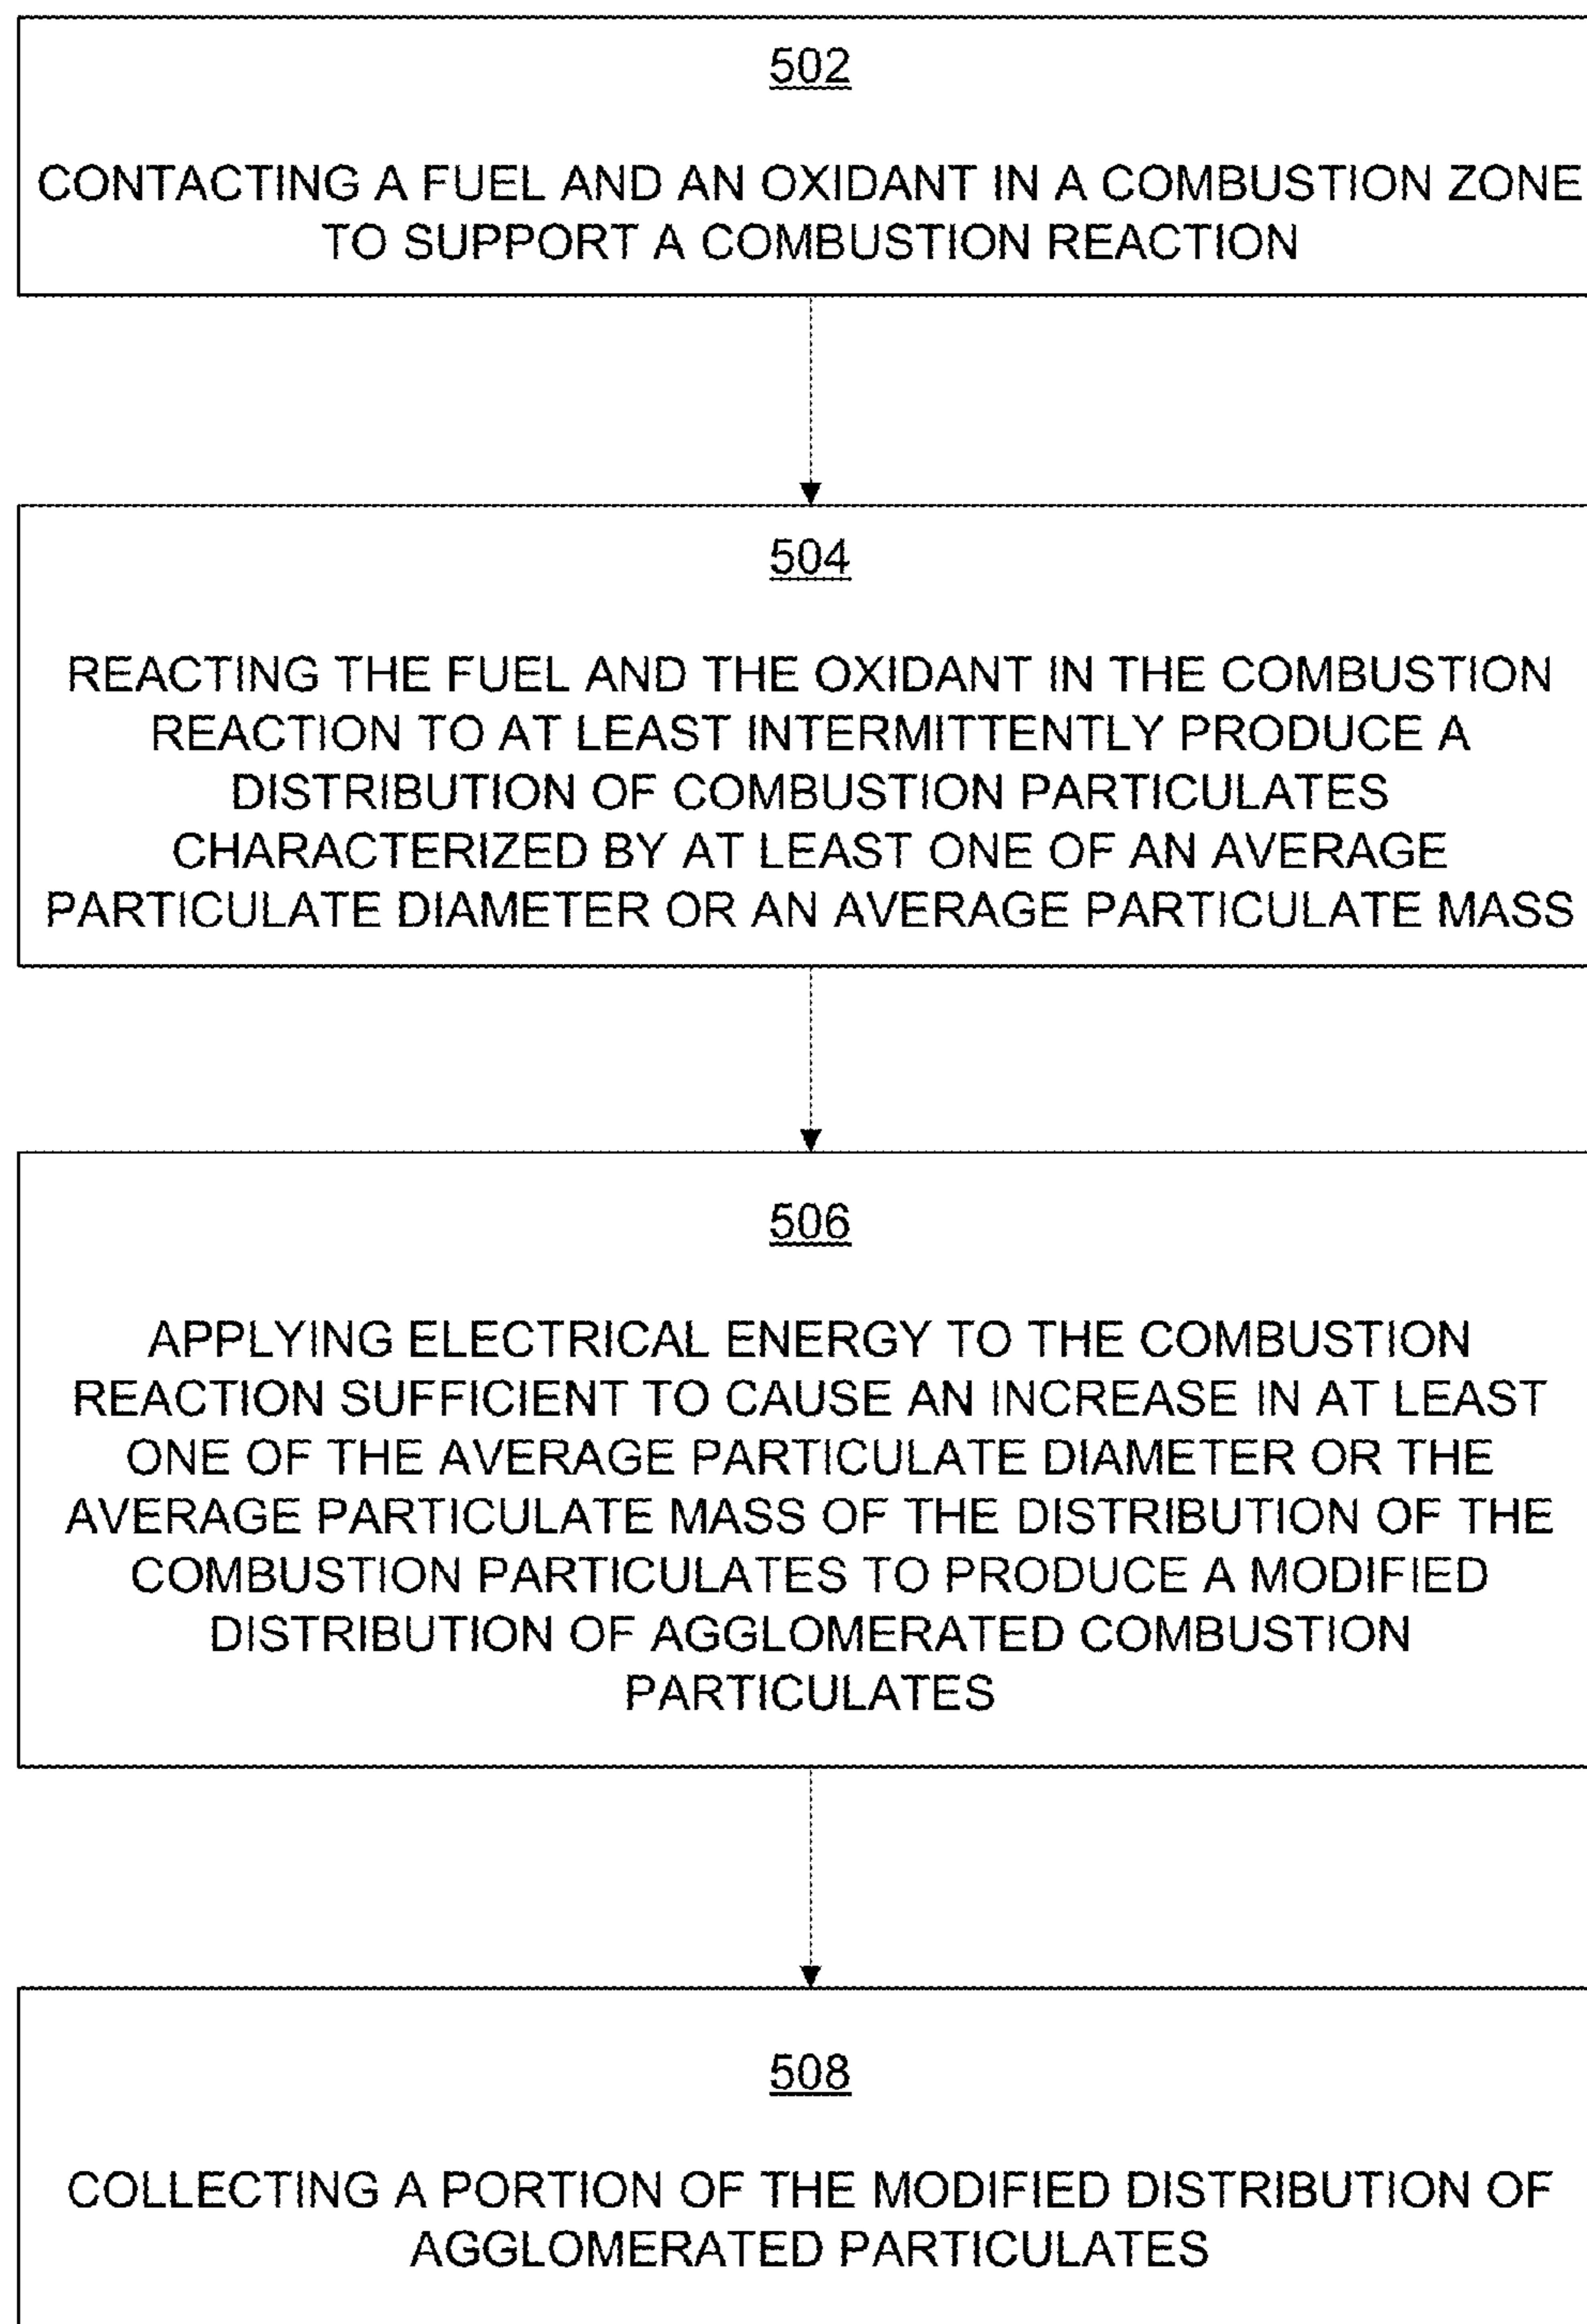 502
CONTACTING A FUEL AND AN OXIDANT IN A COMBUSTION ZONE
TO SUPPORT A COMBUSTION REACTION
504
REACTING THE FUEL AND THE OXIDANT IN THE COMBUSTION
REACTION TO AT LEAST INTERMITTENTLY PRODUCE A
DISTRIBUTION OF COMBUSTION PARTICULATES
CHARACTERIZED BY AT LEAST ONE OF AN AVERAGE
PARTICULATE DIAMETER OR AN AVERAGE PARTICULATE MASS
506
APPLYING ELECTRICAL ENERGY TO THE COMBUSTION
REACTION SUFFICIENT TO CAUSE AN INCREASE IN AT LEAST
ONE OF THE AVERAGE PARTICULATE DIAMETER OR THE
AVERAGE PARTICULATE MASS OF THE DISTRIBUTION OF THE
COMBUSTION PARTICULATES TO PRODUCE A MODIFIED
DISTRIBUTION OF AGGLOMERATED COMBUSTION
PARTICULATES
508
COLLECTING A PORTION OF THE MODIFIED DISTRIBUTION OF
AGGLOMERATED PARTICULATES